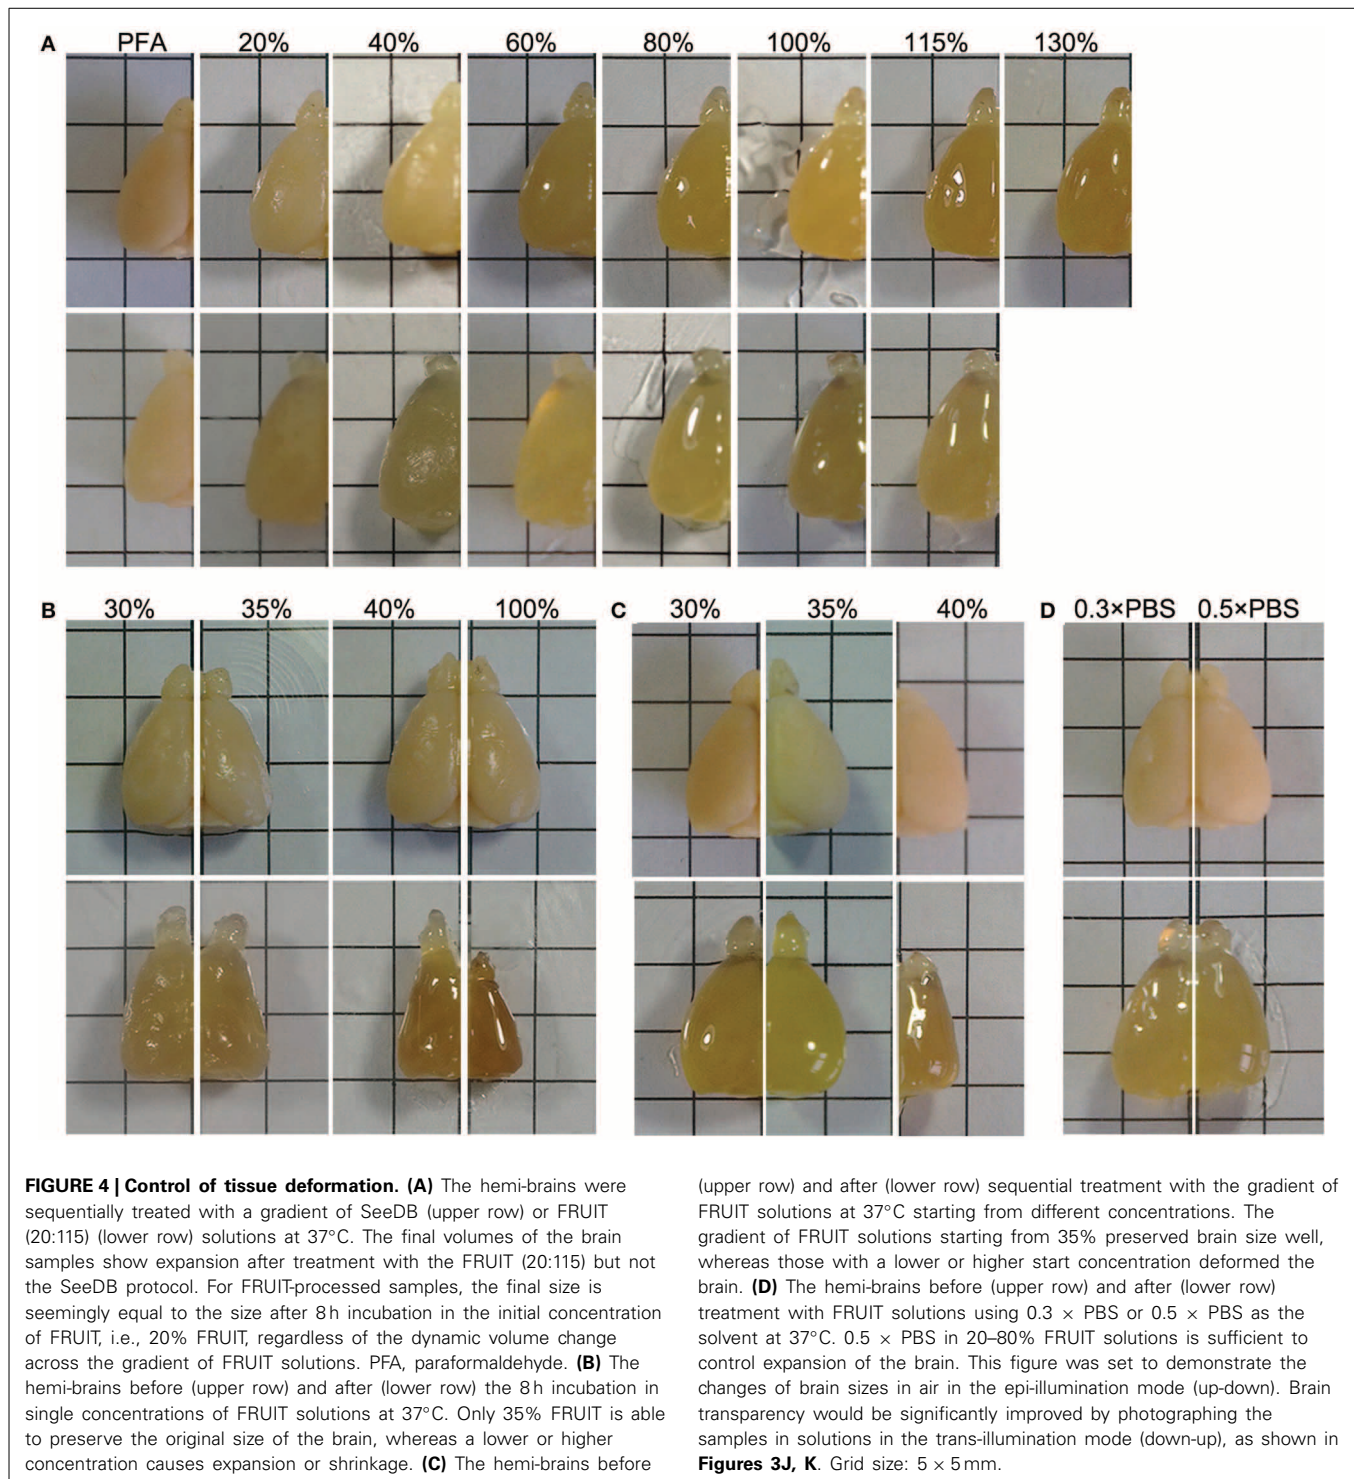 A PFA 20% 40% 60% 80% 100% 115% 130%
B 30% 35% 40% 100% C 30% 35% 40% D 0.3×PBS 0.5×PBS
FIGURE 4 | Control of tissue deformation. (A) The hemi-brains were
sequentially treated with a gradient of SeeDB (upper row) or FRUIT
(20:115) (lower row) solutions at 37°C. The final volumes of the brain
samples show expansion after treatment with the FRUIT (20:115) but not
the SeeDB protocol. For FRUIT-processed samples, the final size is
seemingly equal to the size after 8 h incubation in the initial concentration
of FRUIT, i.e., 20% FRUIT, regardless of the dynamic volume change
across the gradient of FRUIT solutions. PFA, paraformaldehyde. (B) The
hemi-brains before (upper row) and after (lower row) the 8 h incubation in
single concentrations of FRUIT solutions at 37°C. Only 35% FRUIT is able
to preserve the original size of the brain, whereas a lower or higher
concentration causes expansion or shrinkage. (C) The hemi-brains before
(upper row) and after (lower row) sequential treatment with the gradient of
FRUIT solutions at 37°C starting from different concentrations. The
gradient of FRUIT solutions starting from 35% preserved brain size well,
whereas those with a lower or higher start concentration deformed the
brain. (D) The hemi-brains before (upper row) and after (lower row)
treatment with FRUIT solutions using 0.3 × PBS or 0.5 × PBS as the
solvent at 37°C. 0.5 × PBS in 20–80% FRUIT solutions is sufficient to
control expansion of the brain. This figure was set to demonstrate the
changes of brain sizes in air in the epi-illumination mode (up-down). Brain
transparency would be significantly improved by photographing the
samples in solutions in the trans-illumination mode (down-up), as shown in
Figures 3J, K. Grid size: 5 × 5 mm.